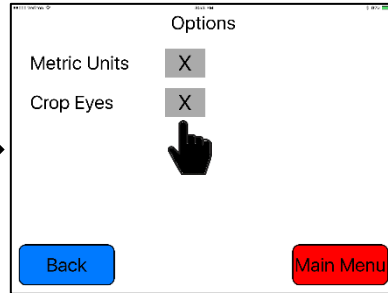 Options
Metric Units X
Crop Eyes X
Back Main Menu